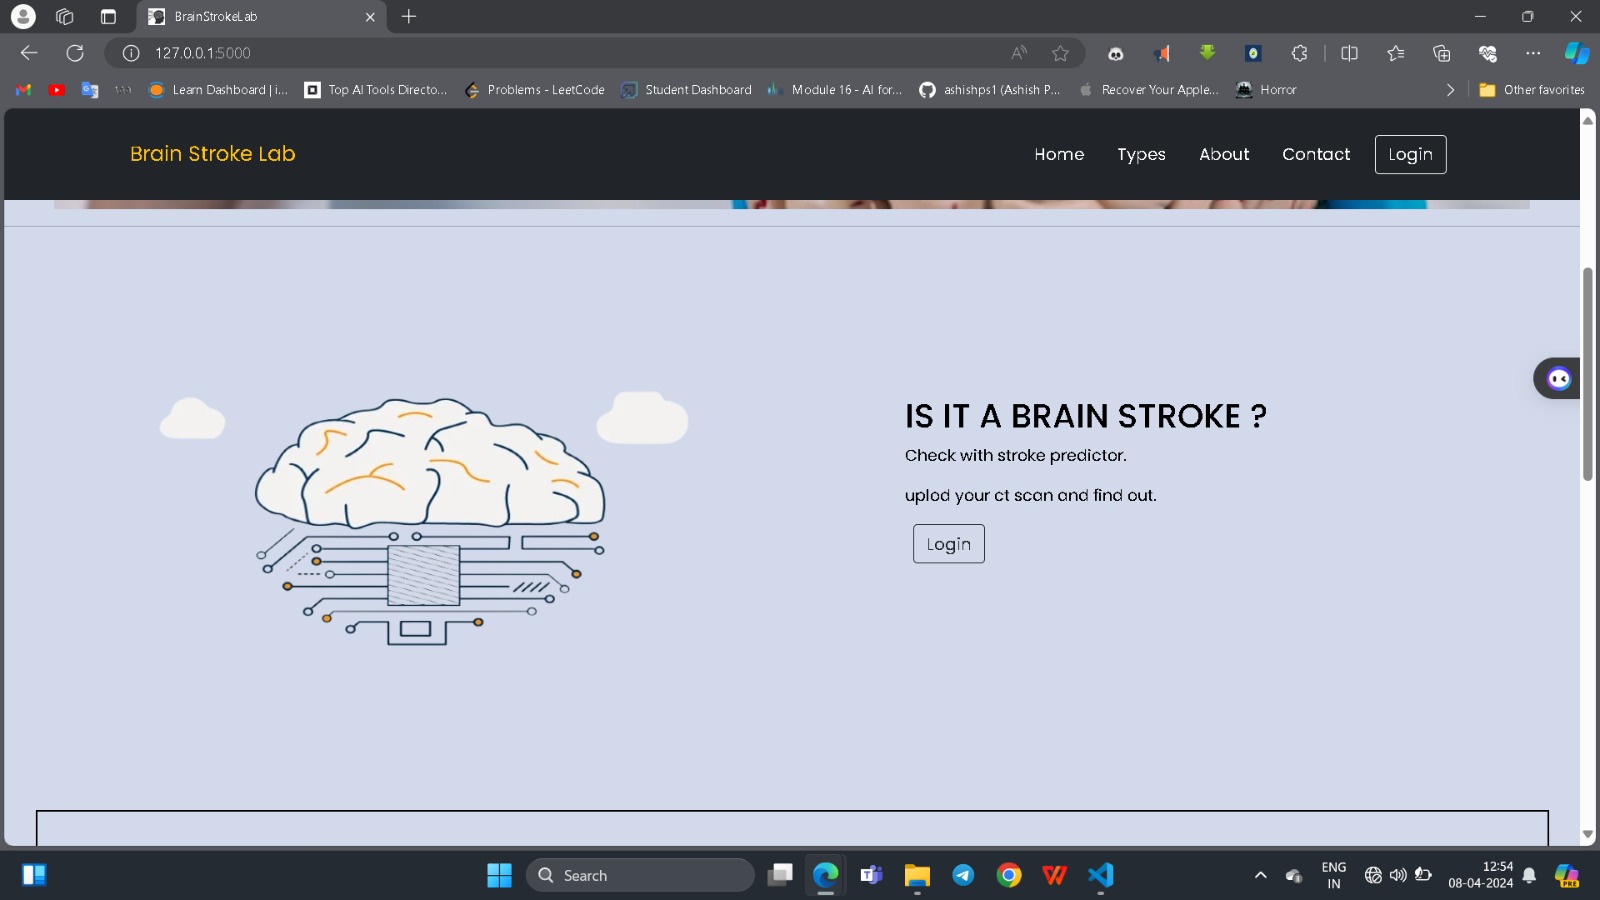 BrainStrokeLab
127.0.0.1:5000
Learn Dashboard | i...
Top AI Tools Directo...
Problems - LeetCode
Student Dashboard
Module 16 - AI for...
ashishps1 (Ashish P...
Recover Your Apple...
Horror
Other favorites
Brain Stroke Lab
Home
Types
About
Contact
Login
IS IT A BRAIN STROKE ?
Check with stroke predictor.
uplod your ct scan and find out.
Login
Search
ENG
IN
12:54
08-04-2024
PRE